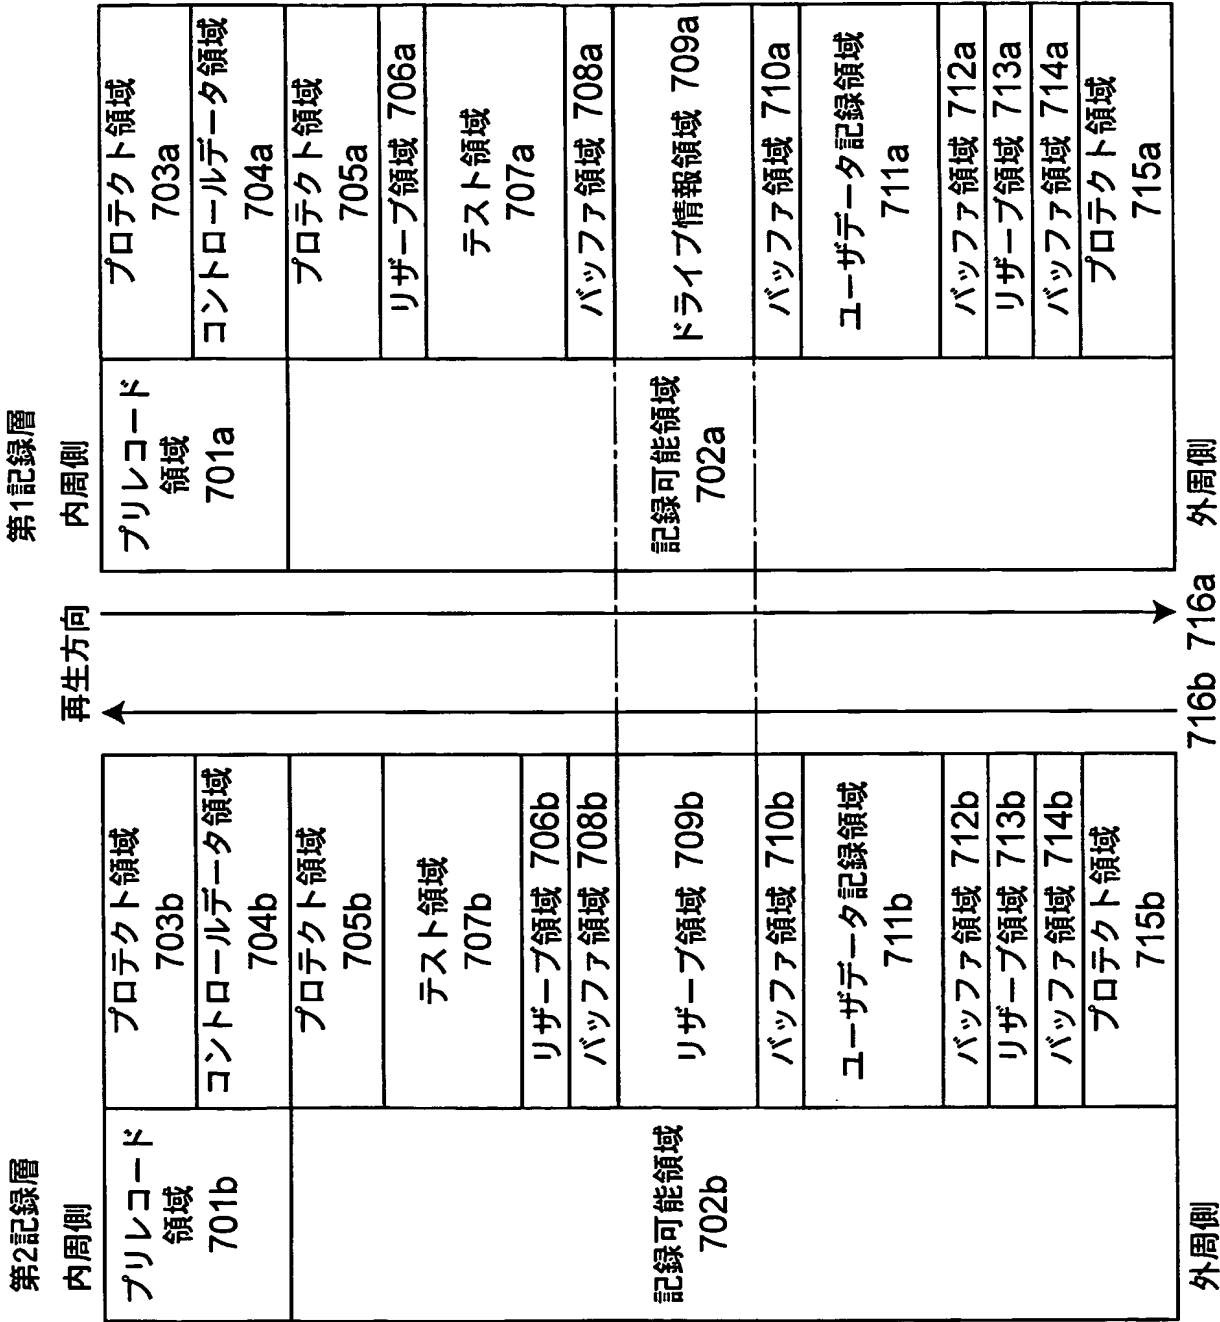 第2記録層
内周側
プリレコード
領域
701b
記録可能領域
702b
外周側
プロテクト領域
703b
コントロールデータ領域
704b
プロテクト領域
705b
テスト領域
707b
リザーブ領域 706b
バッファ領域 708b
リザーブ領域 709b
バッファ領域 710b
ユーザデータ記録領域
711b
バッファ領域 712b
リザーブ領域 713b
バッファ領域 714b
プロテクト領域
715b
再生方向
716b 716a
第1記録層
内周側
プリレコード
領域
701a
記録可能領域
702a
外周側
プロテクト領域
703a
コントロールデータ領域
704a
プロテクト領域
705a
リザーブ領域 706a
テスト領域
707a
バッファ領域 708a
ドライブ情報領域 709a
バッファ領域 710a
ユーザデータ記録領域
711a
バッファ領域 712a
リザーブ領域 713a
バッファ領域 714a
プロテクト領域
715a